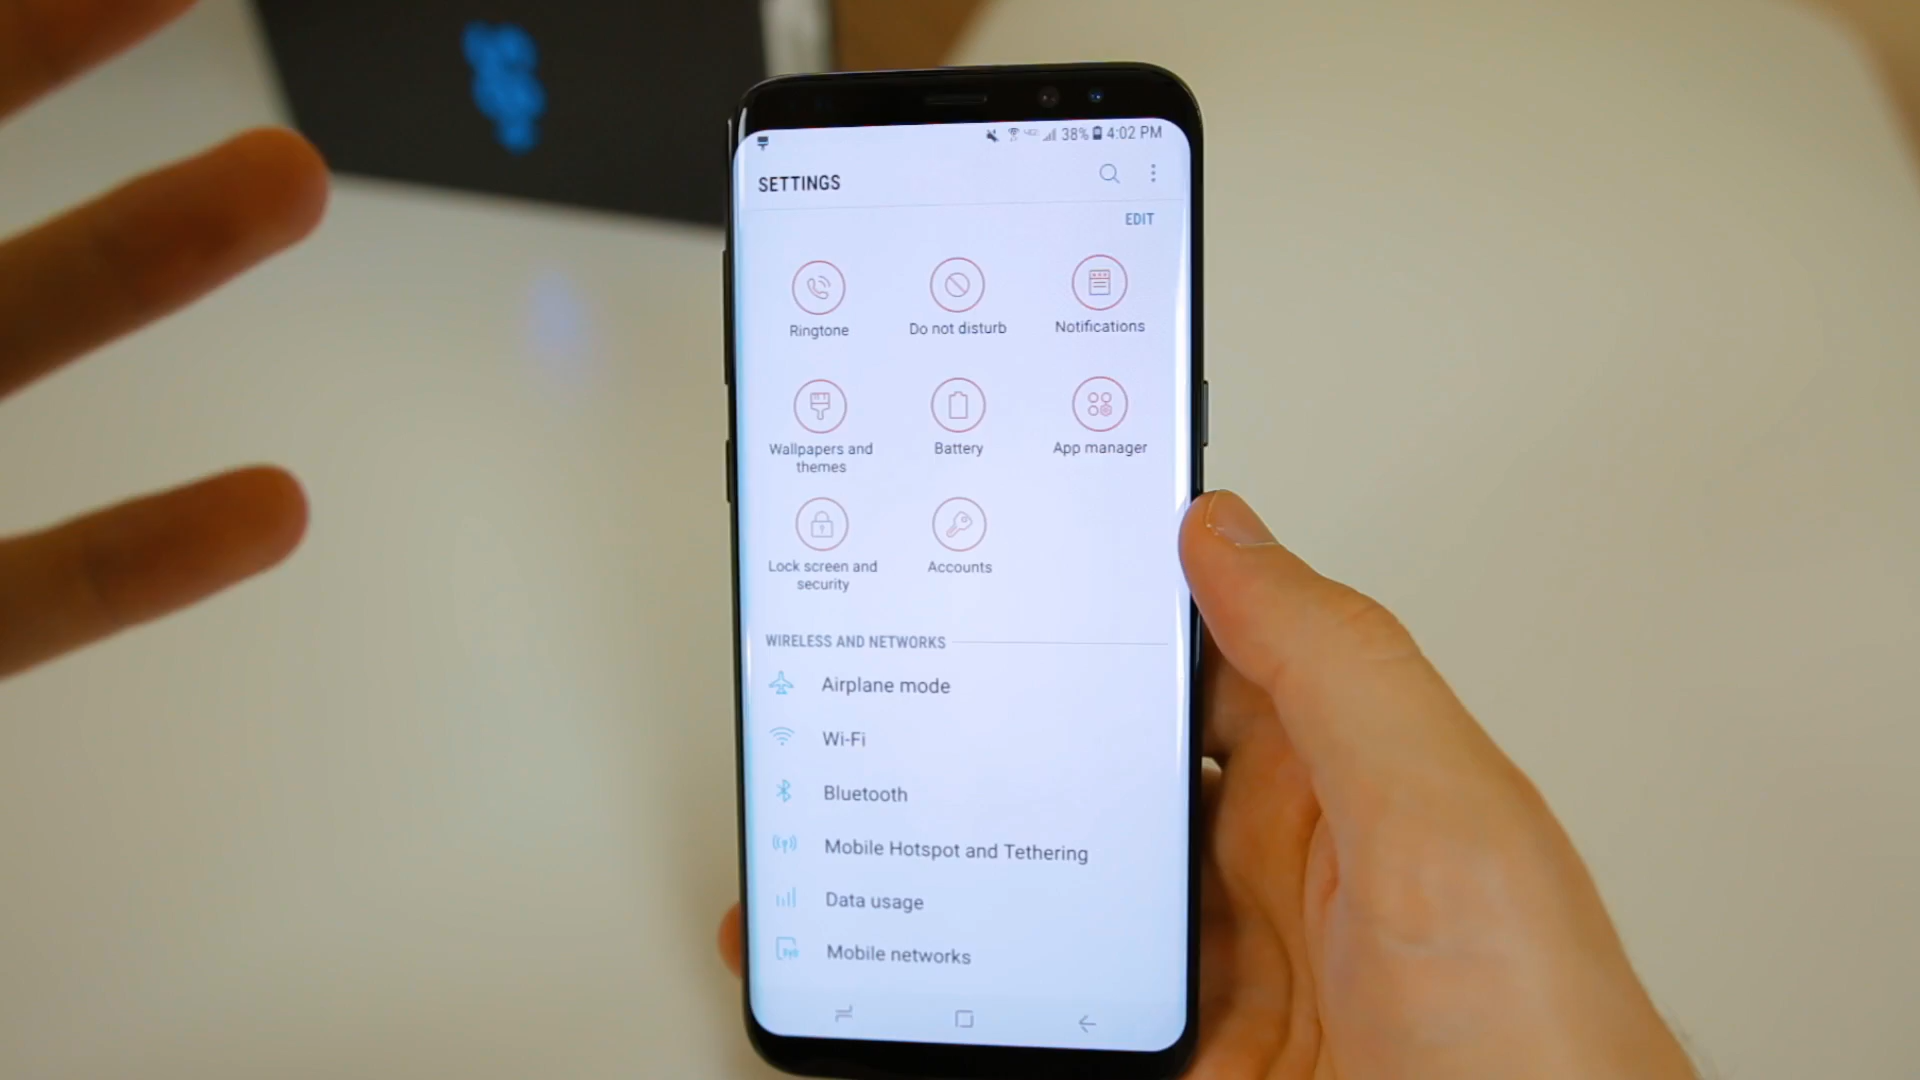 38% 4:02 PM
SETTINGS
EDIT
Ringtone
Do not disturb
Notifications
Wallpapers and
themes
Battery
App manager
Lock screen and
security
Accounts
WIRELESS AND NETWORKS
Airplane mode
Wi-Fi
Bluetooth
Mobile Hotspot and Tethering
Data usage
Mobile networks